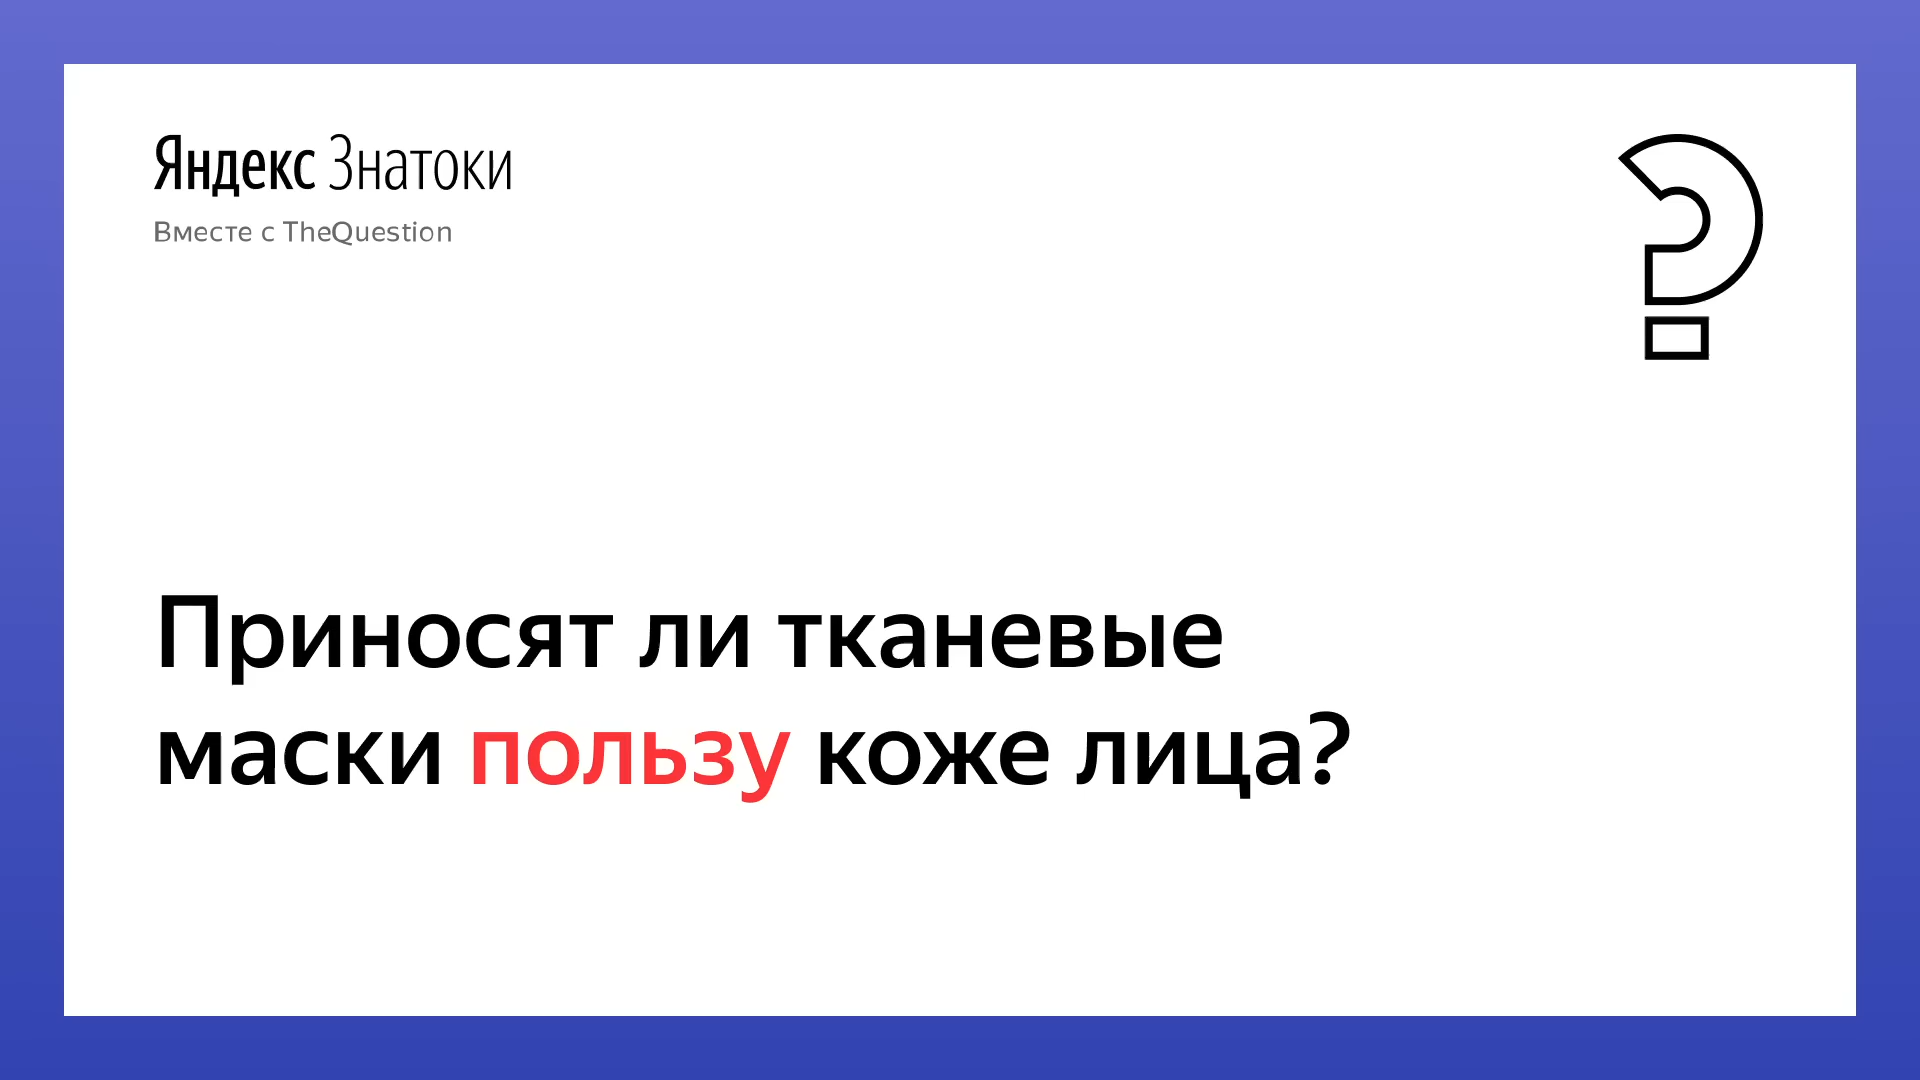 Яндекс Знатоки
Вместе с TheQuestion
Приносят ли тканевые
маски пользу коже лица?